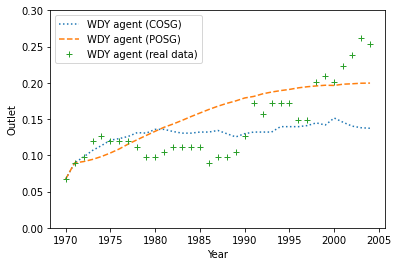 0.30
0.25
0.20
0.15
0.10
0.05
0.00
Outlet
WDY agent (COSG)
WDY agent (POSG)
WDY agent (real data)
1970 1975 1980 1985 1990 1995 2000 2005
Year